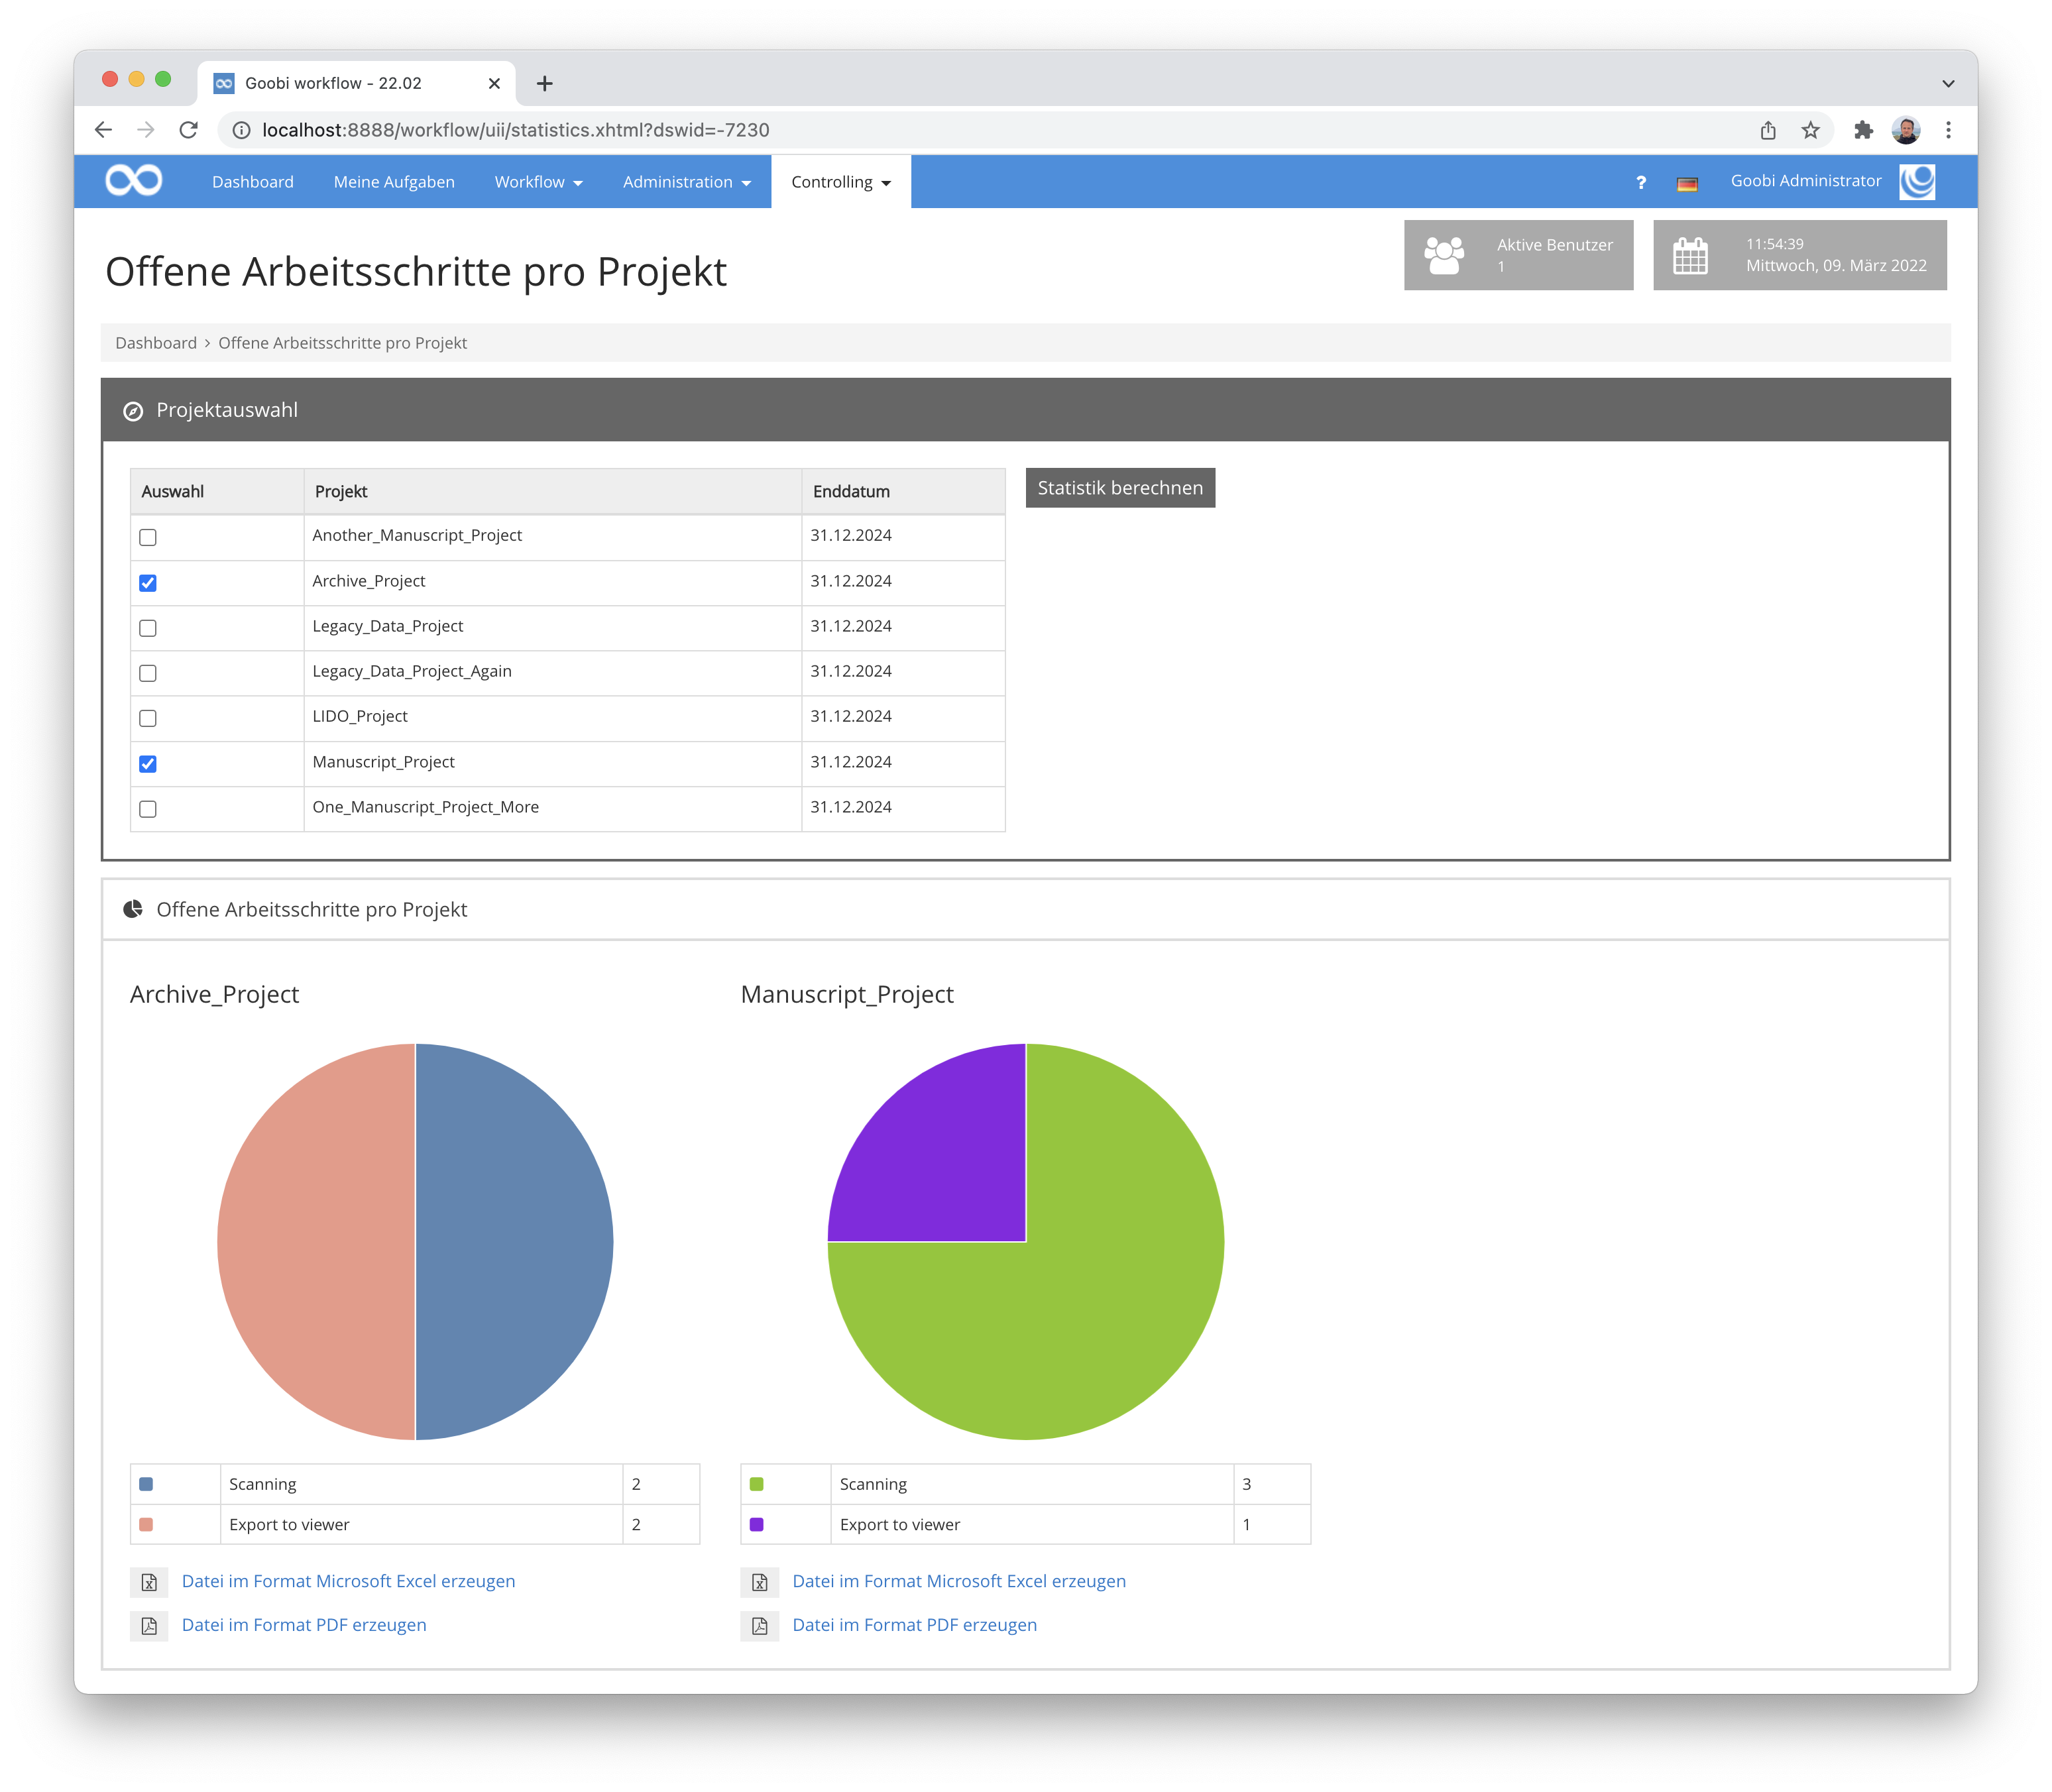 Goobi workflow - 22.02
localhost:8888/workflow/uii/statistics.xhtml?dswid=-7230
Dashboard Meine Aufgaben Workflow Administration Controlling ? Goobi Administrator
Offene Arbeitsschritte pro Projekt
Aktive Benutzer
1
11:54:39
Mittwoch, 09. März 2022
Dashboard › Offene Arbeitsschritte pro Projekt
Projektauswahl
Auswahl Projekt Enddatum
Statistik berechnen
Another_Manuscript_Project 31.12.2024
Archive_Project 31.12.2024
Legacy_Data_Project 31.12.2024
Legacy_Data_Project_Again 31.12.2024
LIDO_Project 31.12.2024
Manuscript_Project 31.12.2024
One_Manuscript_Project_More 31.12.2024
Offene Arbeitsschritte pro Projekt
Archive_Project
Scanning 2
Export to viewer 2
Datei im Format Microsoft Excel erzeugen
Datei im Format PDF erzeugen
Manuscript_Project
Scanning 3
Export to viewer 1
Datei im Format Microsoft Excel erzeugen
Datei im Format PDF erzeugen